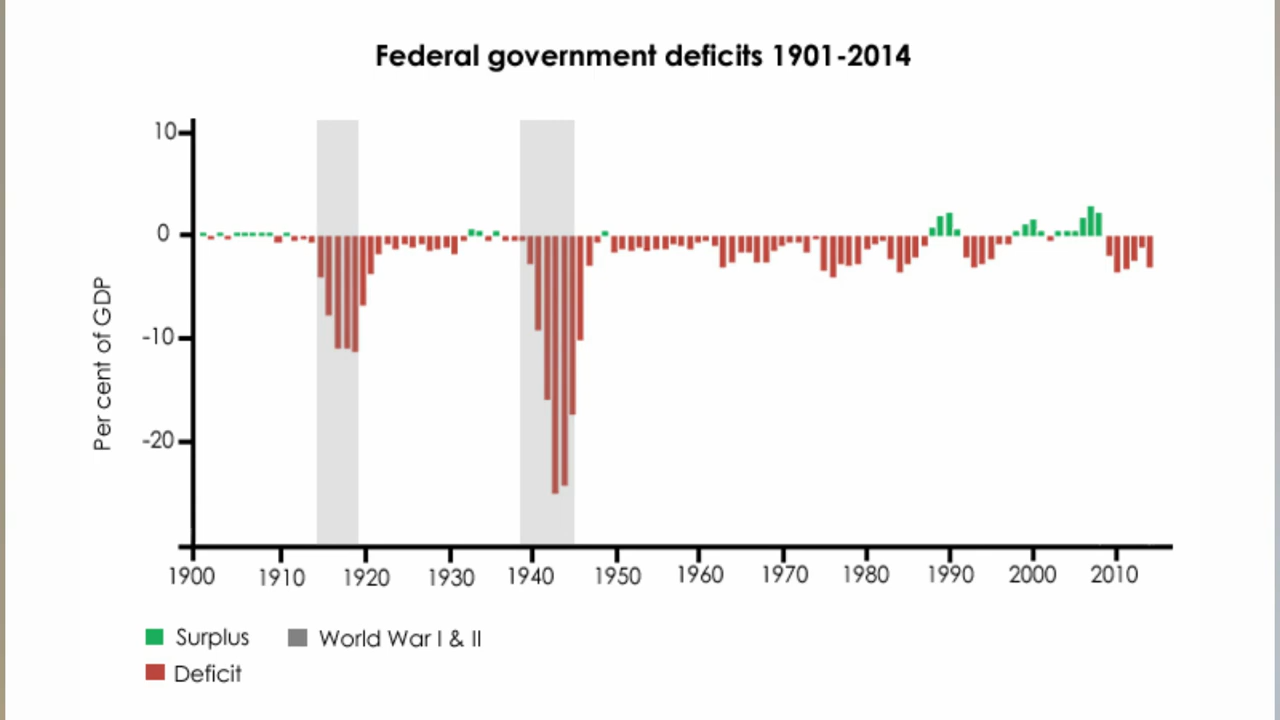 Federal government deficits 1901-2014
10
0
-10
-20
Per cent of GDP
1900 1910 1920 1930 1940 1950 1960 1970 1980 1990 2000 2010
Surplus World War I & II
Deficit